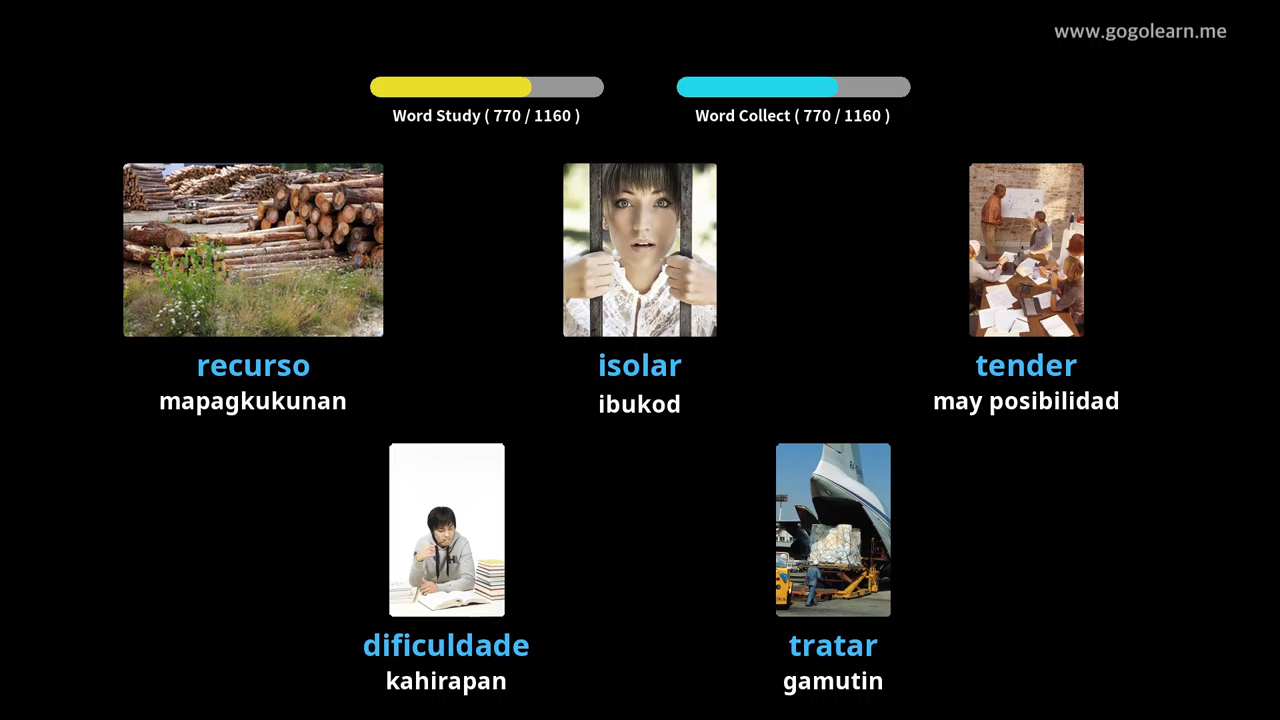 www.gogolearn.me
Word Study ( 770 / 1160 )
Word Collect ( 770 / 1160 )
recurso
mapagkukunan
isolar
ibukod
tender
may posibilidad
dificuldade
kahirapan
tratar
gamutin